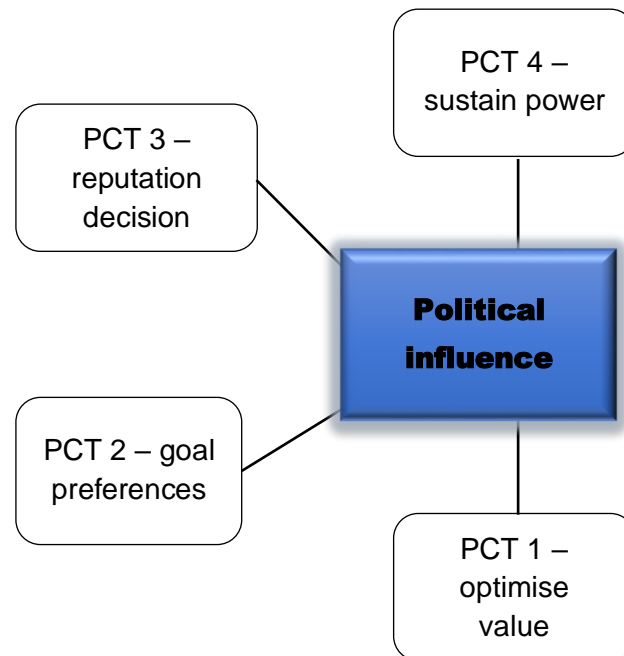 PCT 4 –
sustain power
PCT 3 –
reputation
decision
Political
influence
PCT 2 – goal
preferences
PCT 1 –
optimise
value